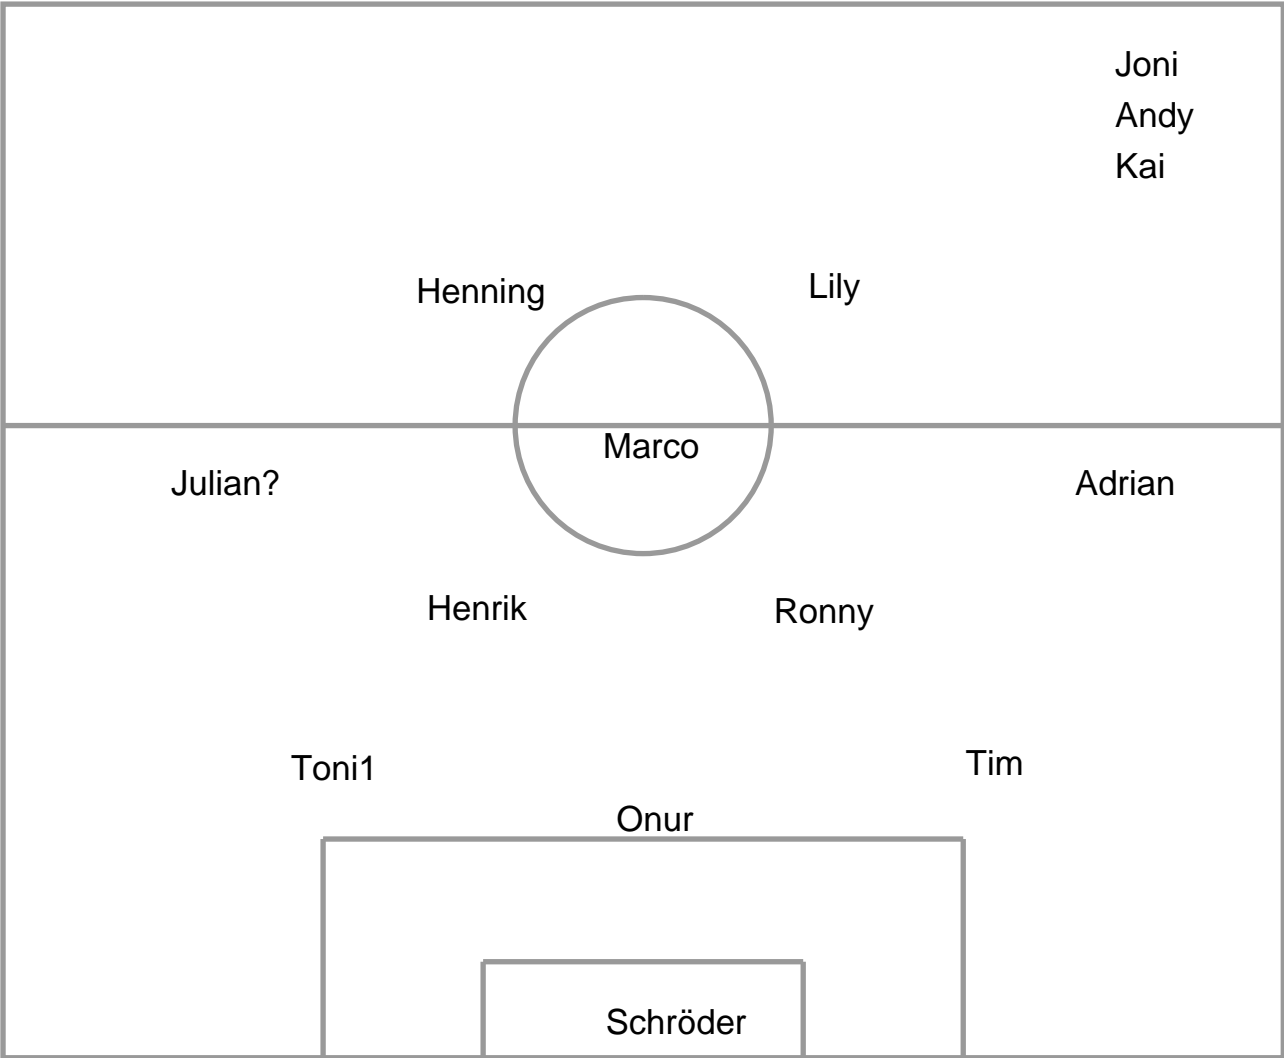 Joni
Andy
Kai
Henning
Lily
Marco
Julian?
Adrian
Henrik
Ronny
Toni1
Tim
Onur
Schröder